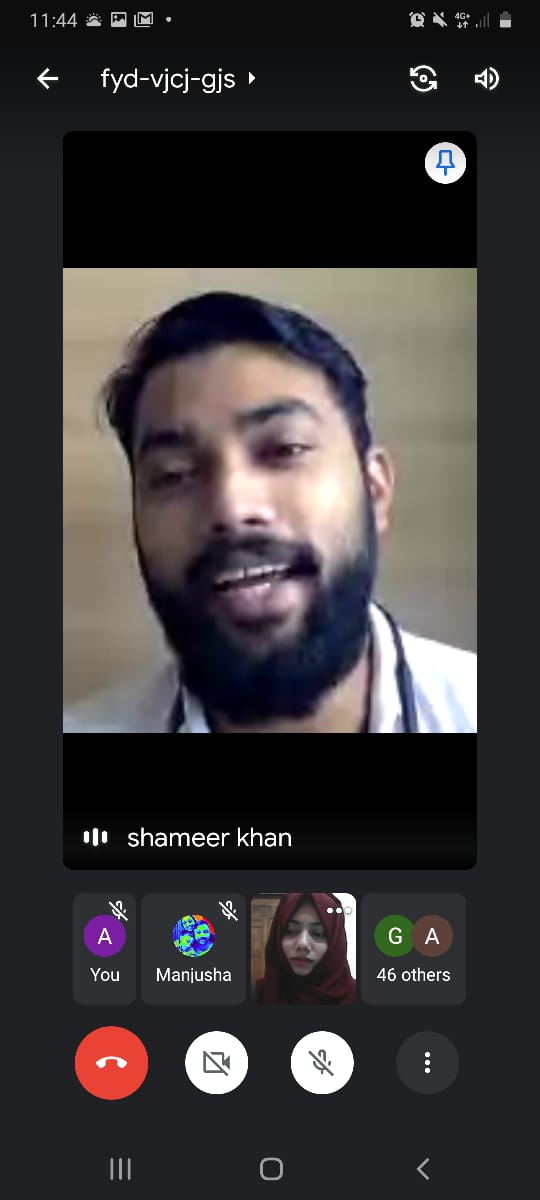 11:44
4G+
fyd-vjcj-gjs
shameer khan
A
You
Manjusha
G A
46 others